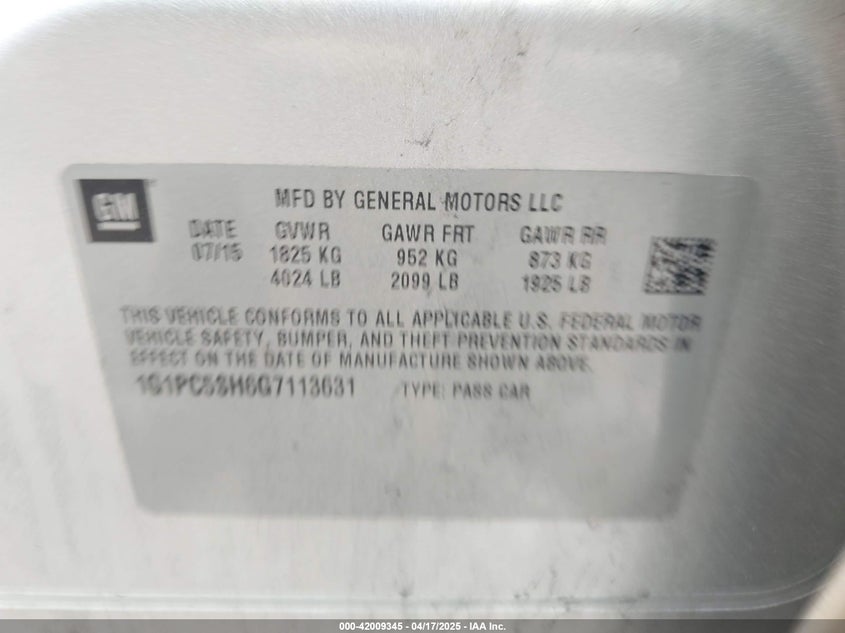 GM
MFD BY GENERAL MOTORS LLC
DATE GVWR GAWR FRT GAWR RR
07/15 1825 KG 952 KG 873 KG
4024 LB 2099 LB 1925 LB
THIS VEHICLE CONFORMS TO ALL APPLICABLE U.S. FEDERAL MOTOR
VEHICLE SAFETY, BUMPER, AND THEFT PREVENTION STANDARDS IN
EFFECT ON THE DATE OF MANUFACTURE SHOWN ABOVE.
1G1PC5SH6G7113631 TYPE: PASS CAR
000-42009345 - 04/17/2025 - IAA Inc.